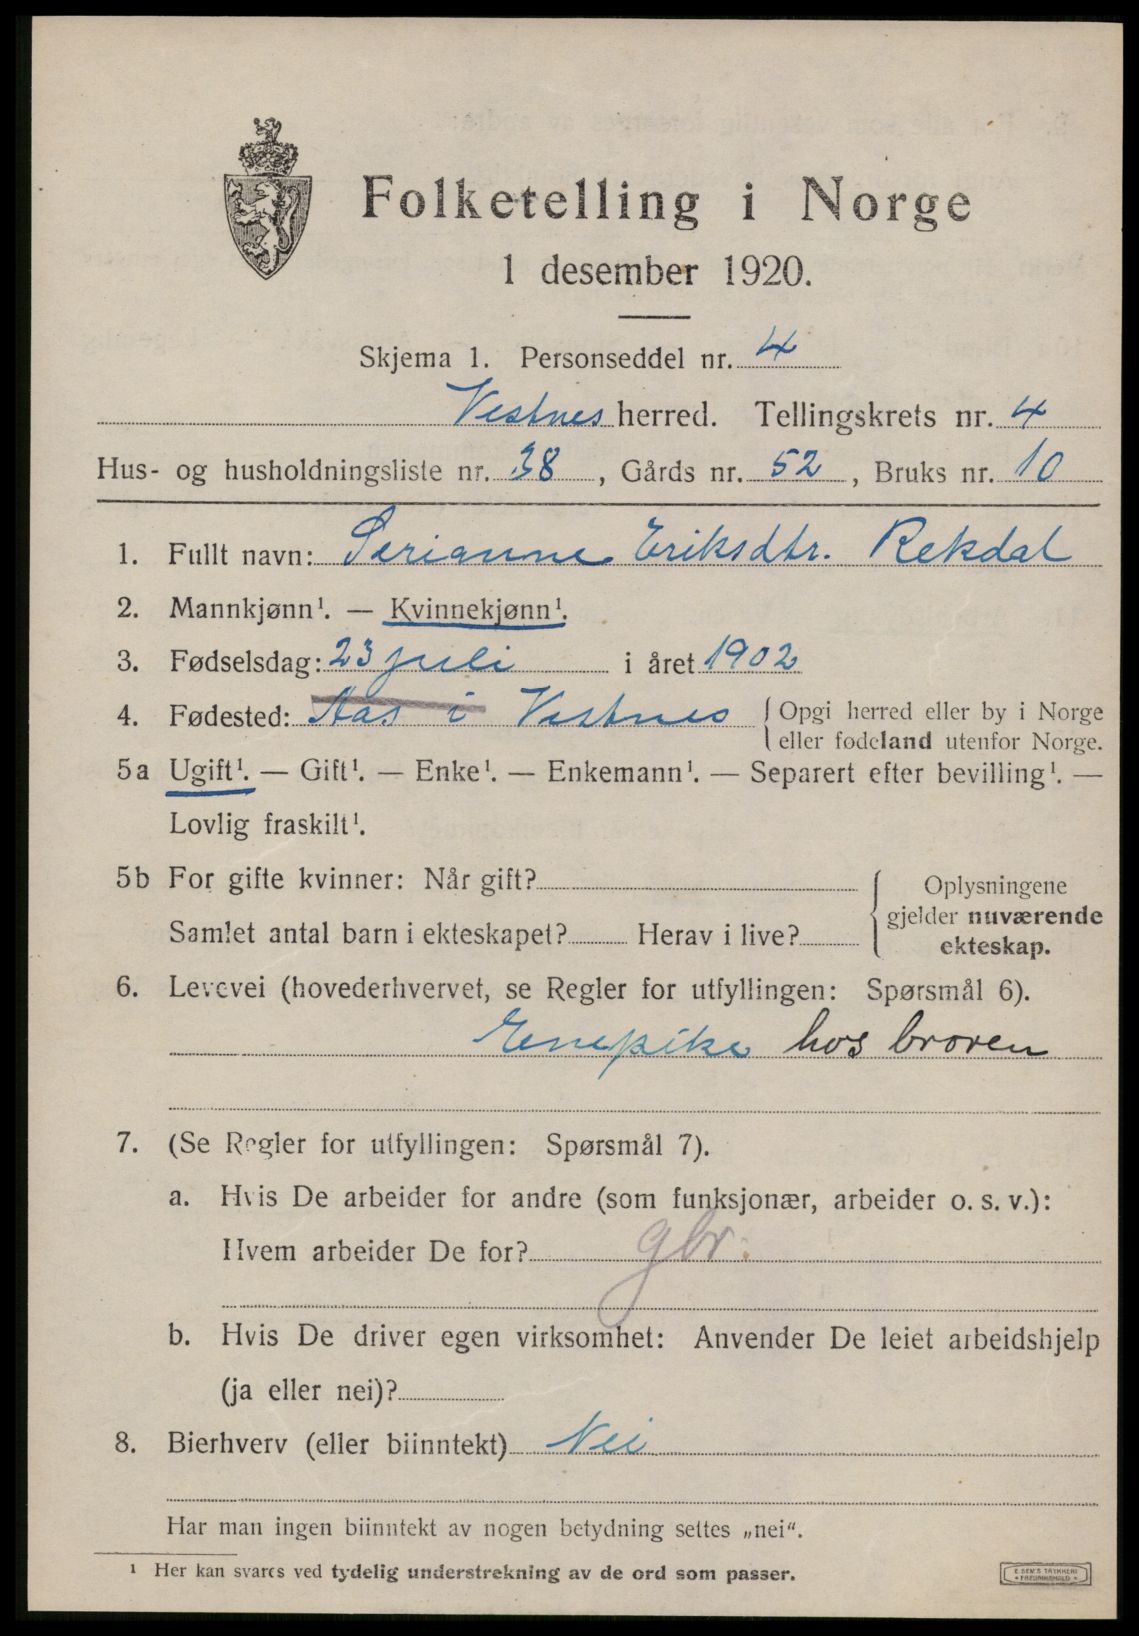 Folketelling i Norge
1 desember 1920.
Skjema 1. Personseddel nr. 4
Vestnes herred. Tellingskrets nr. 4
Hus- og husholdningsliste nr. 38, Gårds nr. 52, Bruks nr. 10
1. Fullt navn: Serianne Eriksdtr. Rekdal
2. Mannkjønn¹. — Kvinnekjønn¹.
3. Fødselsdag: 23 juli i året 1902
4. Fødested: Aas i Vestnes { Opgi herred eller by i Norge
eller fødeland utenfor Norge.
5a Ugift¹. — Gift¹. — Enke¹. — Enkemann¹. — Separert efter bevilling¹. —
Lovlig fraskilt¹.
5b For gifte kvinner: Når gift?
Samlet antal barn i ekteskapet? Herav i live?
Oplysningene
gjelder nuværende
ekteskap.
6. Levevei (hovederhvervet, se Regler for utfyllingen: Spørsmål 6).
Enepike hos broren
7. (Se Regler for utfyllingen: Spørsmål 7).
a. Hvis De arbeider for andre (som funksjonær, arbeider o. s. v.):
Hvem arbeider De for? gbr.
b. Hvis De driver egen virksomhet: Anvender De leiet arbeidshjelp
(ja eller nei)?
8. Bierhverv (eller biinntekt) Nei
Har man ingen biinntekt av nogen betydning settes „nei“.
¹ Her kan svares ved tydelig understrekning av de ord som passer.
E. SEM'S TRYKKERI
FREDRIKSHALD